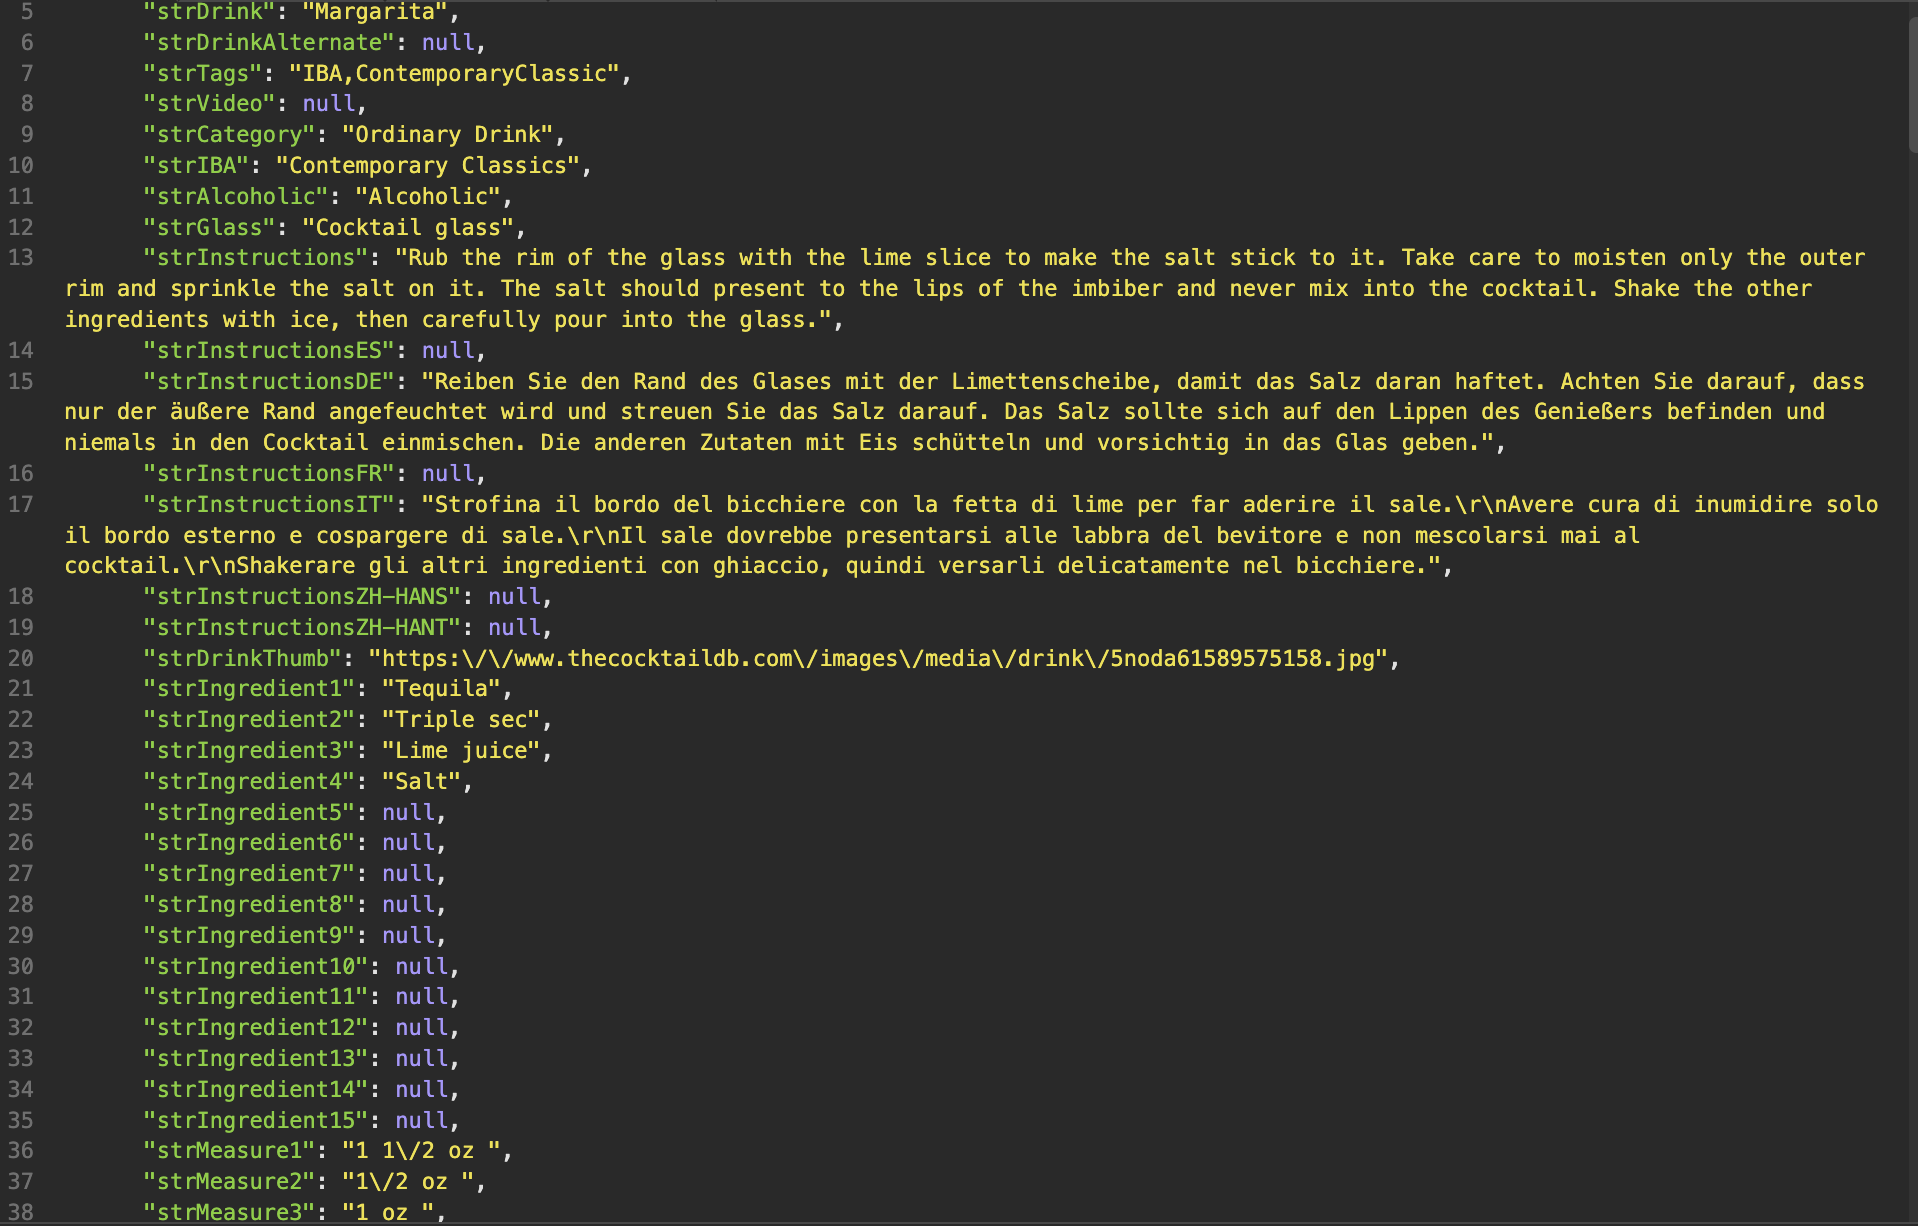 5 "strDrink": "Margarita",
6 "strDrinkAlternate": null,
7 "strTags": "IBA,ContemporaryClassic",
8 "strVideo": null,
9 "strCategory": "Ordinary Drink",
10 "strIBA": "Contemporary Classics",
11 "strAlcoholic": "Alcoholic",
12 "strGlass": "Cocktail glass",
13 "strInstructions": "Rub the rim of the glass with the lime slice to make the salt stick to it. Take care to moisten only the outer
rim and sprinkle the salt on it. The salt should present to the lips of the imbiber and never mix into the cocktail. Shake the other
ingredients with ice, then carefully pour into the glass.",
14 "strInstructionsES": null,
15 "strInstructionsDE": "Reiben Sie den Rand des Glases mit der Limettenscheibe, damit das Salz daran haftet. Achten Sie darauf, dass
nur der äußere Rand angefeuchtet wird und streuen Sie das Salz darauf. Das Salz sollte sich auf den Lippen des Genießers befinden und
niemals in den Cocktail einmischen. Die anderen Zutaten mit Eis schütteln und vorsichtig in das Glas geben.",
16 "strInstructionsFR": null,
17 "strInstructionsIT": "Strofina il bordo del bicchiere con la fetta di lime per far aderire il sale.\r\nAvere cura di inumidire solo
il bordo esterno e cospargere di sale.\r\nIl sale dovrebbe presentarsi alle labbra del bevitore e non mescolarsi mai al
cocktail.\r\nShakerare gli altri ingredienti con ghiaccio, quindi versarli delicatamente nel bicchiere.",
18 "strInstructionsZH-HANS": null,
19 "strInstructionsZH-HANT": null,
20 "strDrinkThumb": "https:\/\/www.thecocktaildb.com\/images\/media\/drink\/5noda61589575158.jpg",
21 "strIngredient1": "Tequila",
22 "strIngredient2": "Triple sec",
23 "strIngredient3": "Lime juice",
24 "strIngredient4": "Salt",
25 "strIngredient5": null,
26 "strIngredient6": null,
27 "strIngredient7": null,
28 "strIngredient8": null,
29 "strIngredient9": null,
30 "strIngredient10": null,
31 "strIngredient11": null,
32 "strIngredient12": null,
33 "strIngredient13": null,
34 "strIngredient14": null,
35 "strIngredient15": null,
36 "strMeasure1": "1 1\/2 oz ",
37 "strMeasure2": "1\/2 oz ",
38 "strMeasure3": "1 oz ",